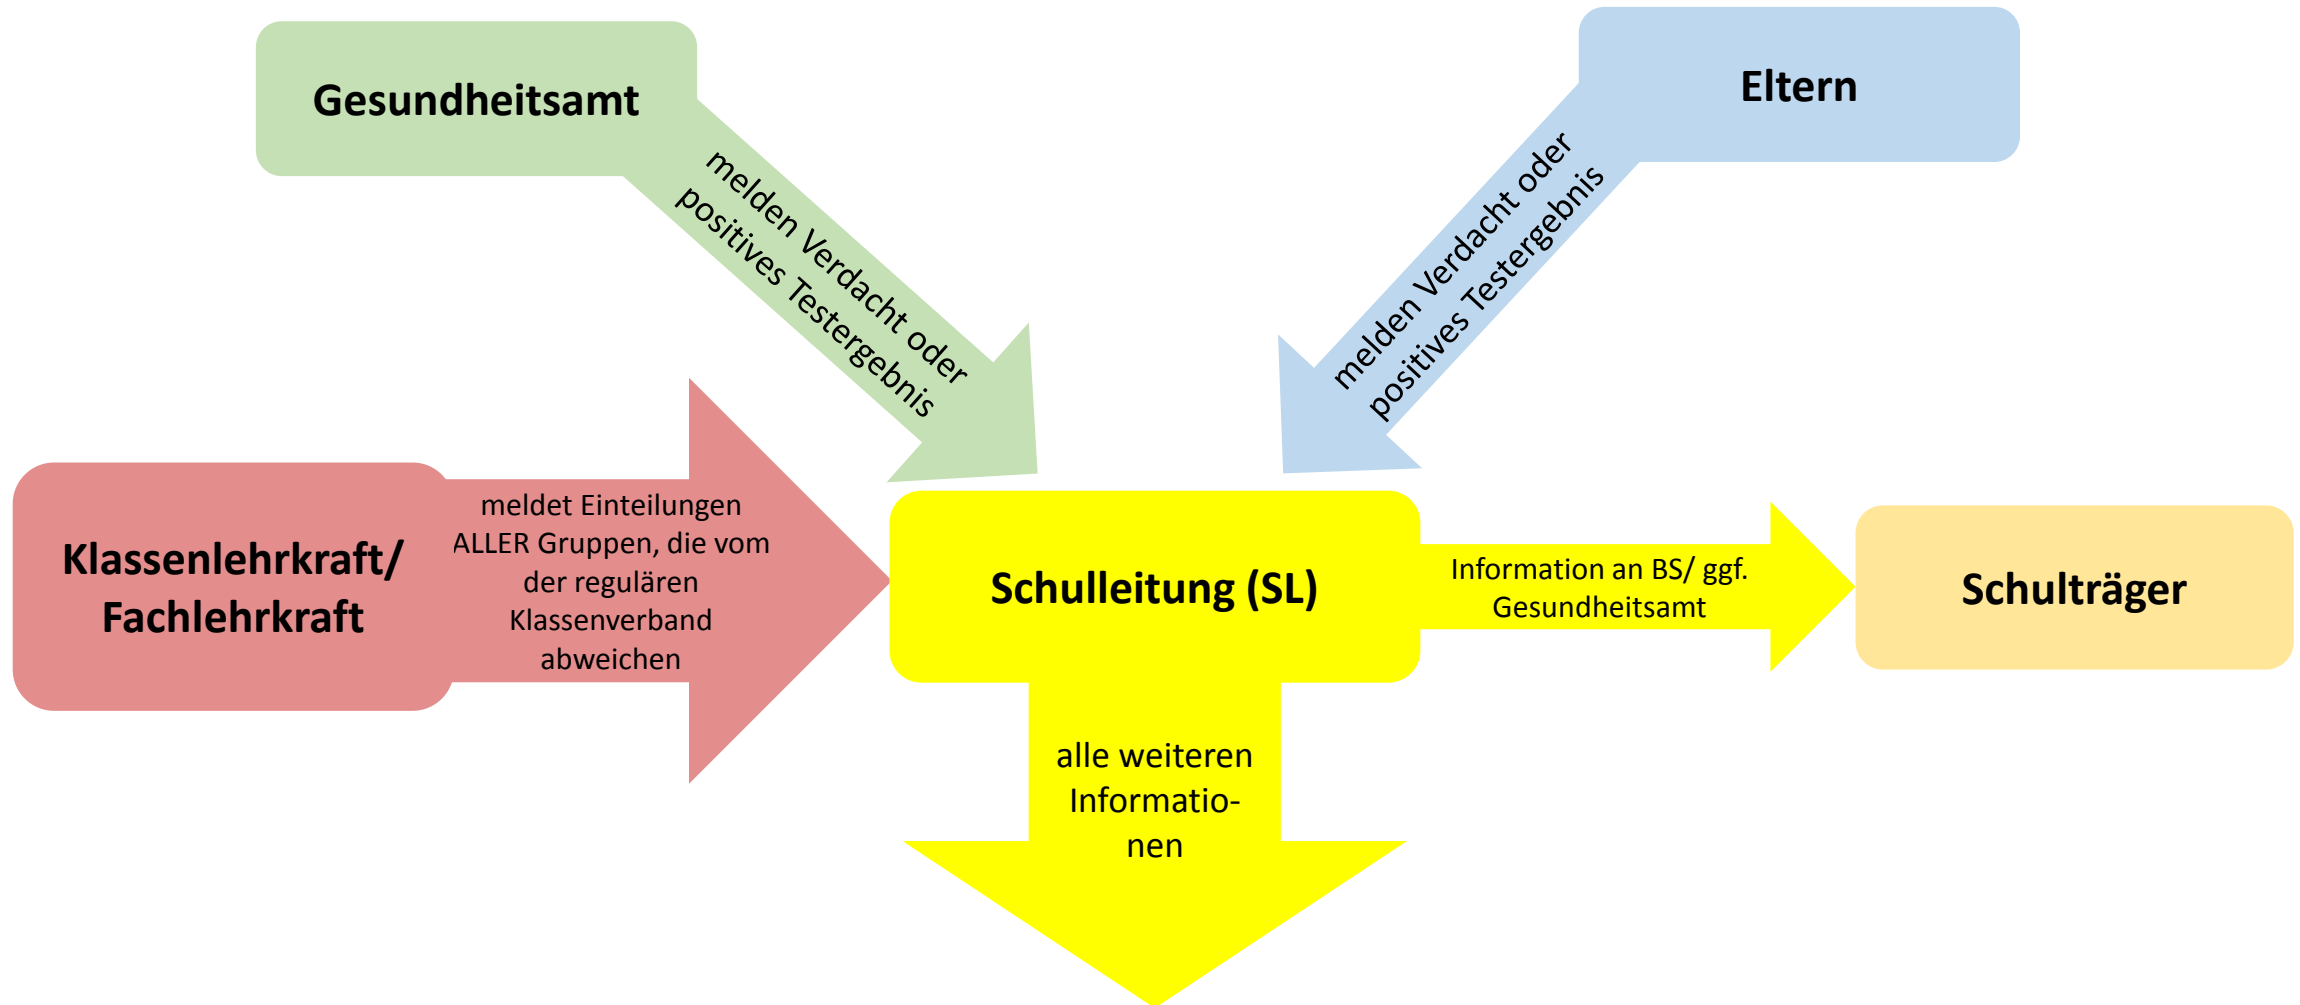 Gesundheitsamt
Eltern
melden Verdacht oder
positives Testergebnis
melden Verdacht oder
positives Testergebnis
Klassenlehrkraft/
Fachlehrkraft
meldet Einteilungen
ALLER Gruppen, die vom
der regulären
Klassenverband
abweichen
Schulleitung (SL)
Information an BS/ ggf.
Gesundheitsamt
Schulträger
alle weiteren
Informatio-
nen